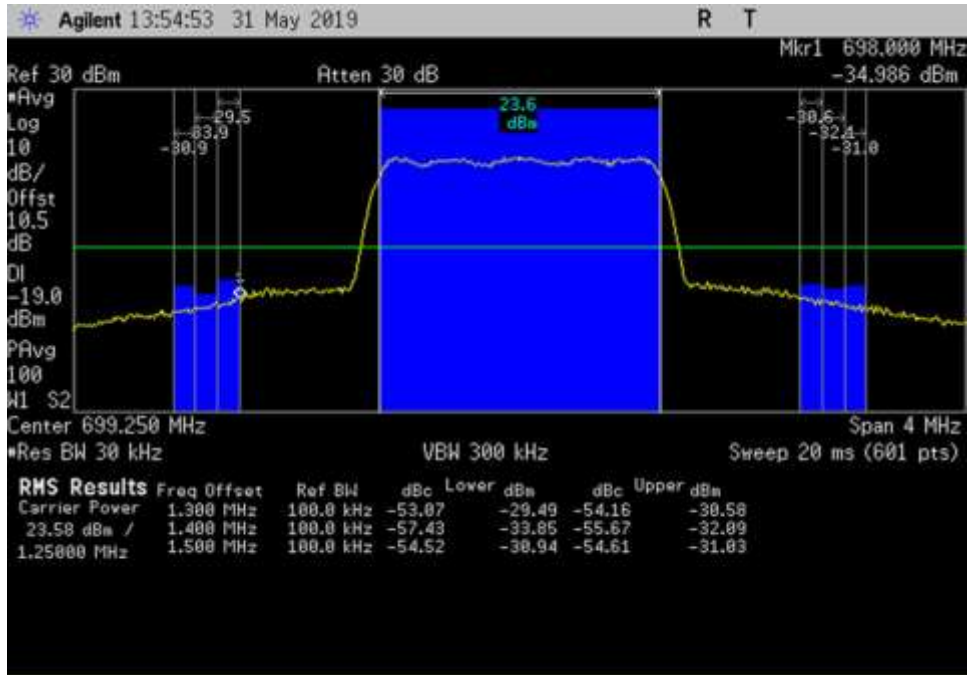 Agilent 13:54:53 31 May 2019 R T
Mkr1 698.000 MHz
Ref 30 dBm Atten 30 dB -34.986 dBm
*Avg
Log
10
dB/
Offst
10.5
dB
DI
-19.0
dBm
PAvg
100
W1 S2
-29.5
-33.9
-30.9
23.6
dBm
-30.6
-32.1
-31.0
1
Center 699.250 MHz Span 4 MHz
*Res BW 30 kHz VBW 300 kHz Sweep 20 ms (601 pts)
RMS Results Freq Offset Ref BW dBc Lower dBm dBc Upper dBm
Carrier Power 1.300 MHz 100.0 kHz -53.07 -29.49 -54.16 -30.58
23.58 dBm / 1.400 MHz 100.0 kHz -57.43 -33.85 -55.67 -32.09
1.25000 MHz 1.500 MHz 100.0 kHz -54.52 -30.94 -54.61 -31.03